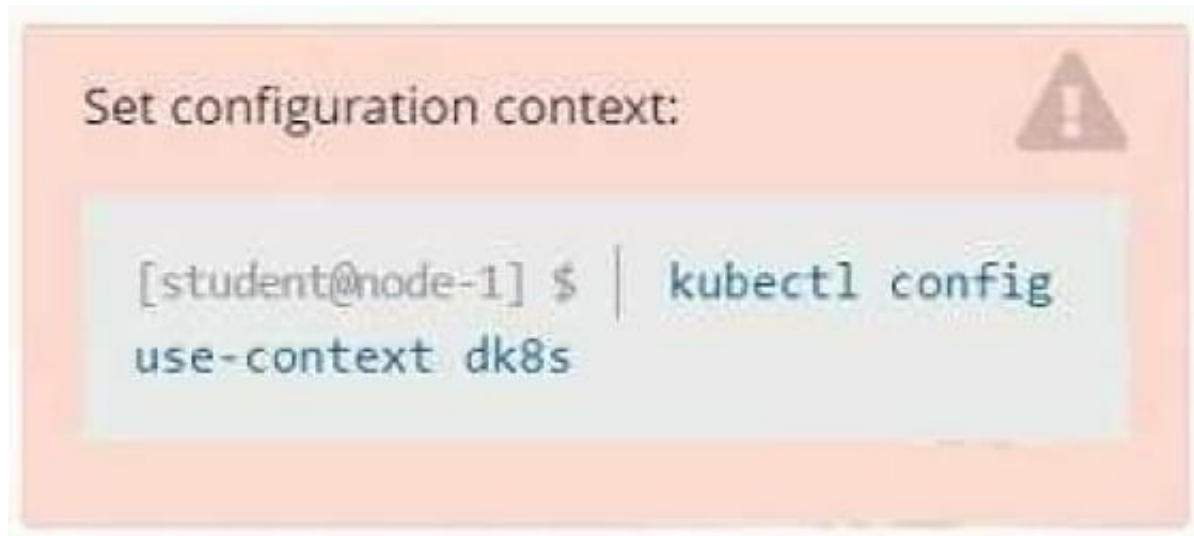 Set configuration context:
[student@node-1] $ | kubectl config
use-context dk8s